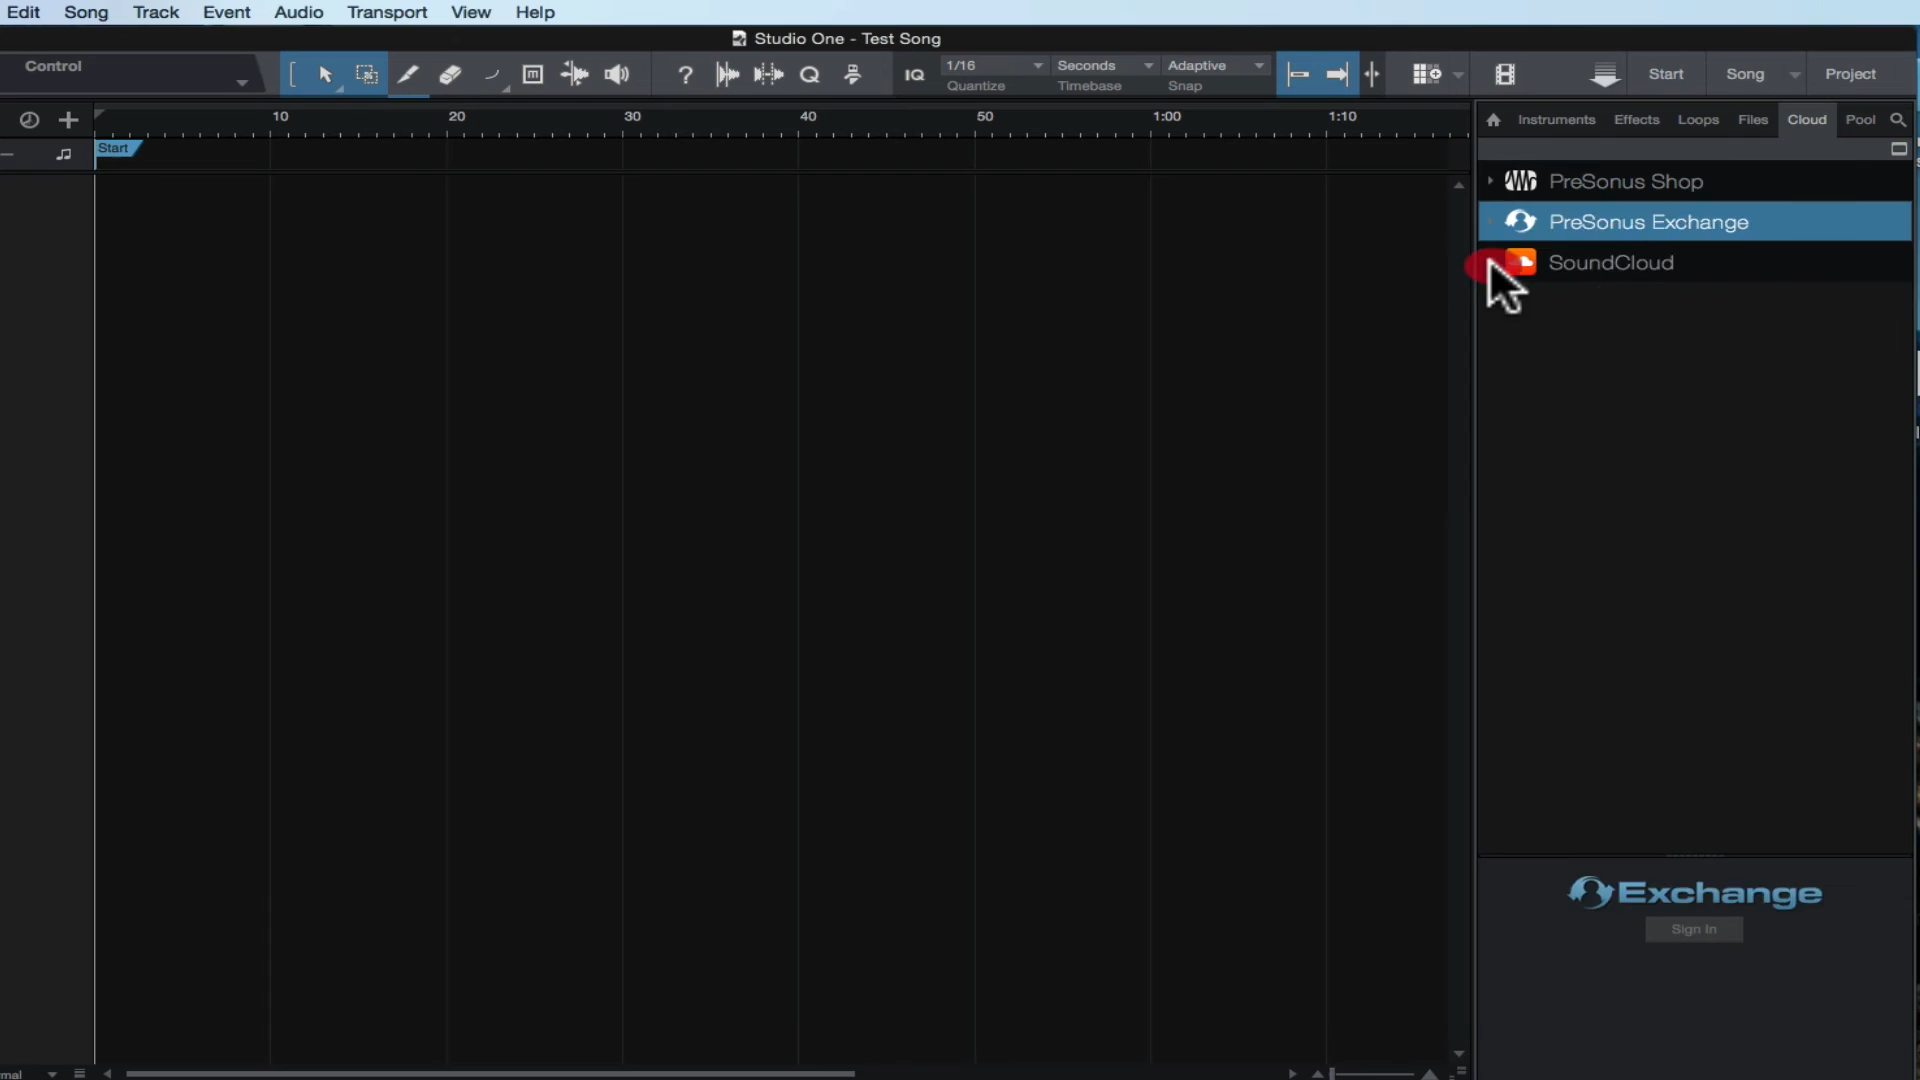 Edit Song Track Event Audio Transport View Help
Studio One - Test Song
Control
IQ
1/16
Quantize
Seconds
Timebase
Adaptive
Snap
Start
Song
Project
10 20 30 40 50 1:00 1:10
Start
Instruments Effects Loops Files Cloud Pool
PreSonus Shop
PreSonus Exchange
SoundCloud
Exchange
Sign In